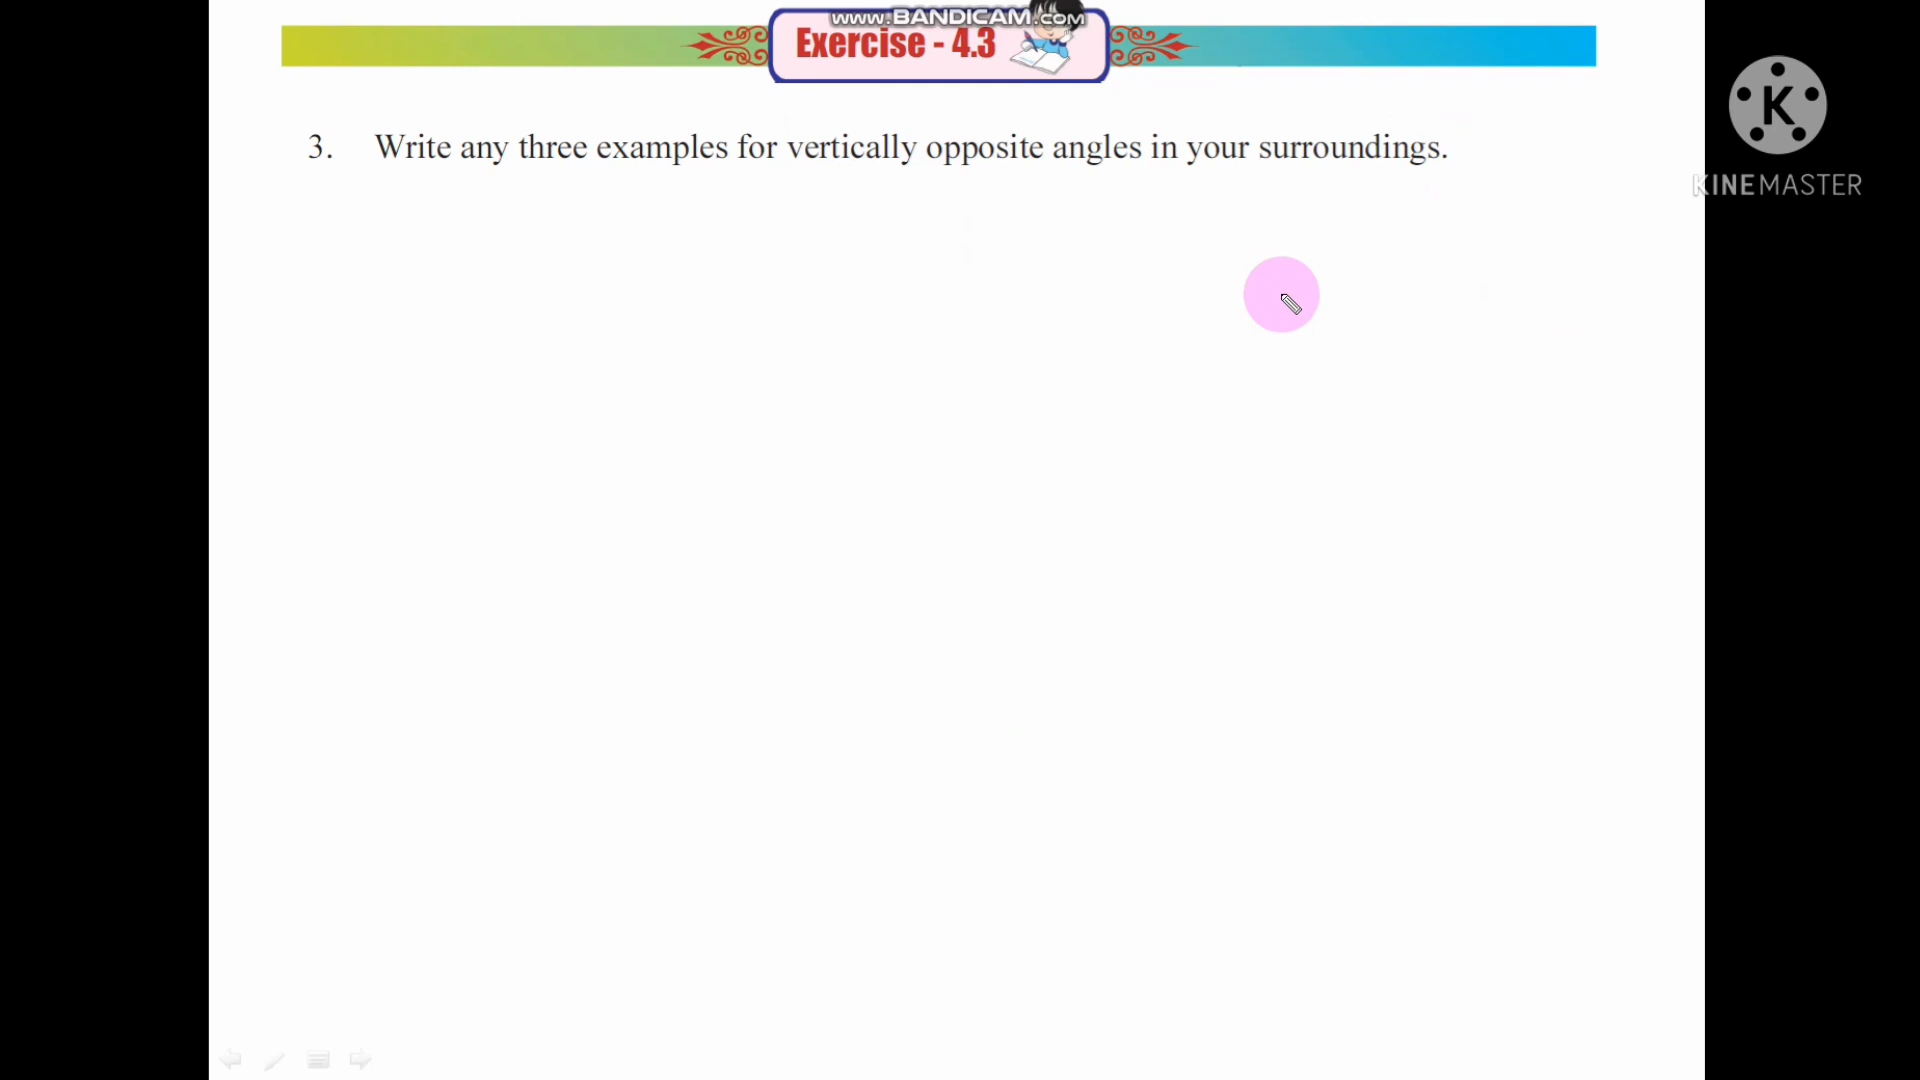 www.BANDICAM.com
Exercise - 4.3
3. Write any three examples for vertically opposite angles in your surroundings.
K
KINEMASTER